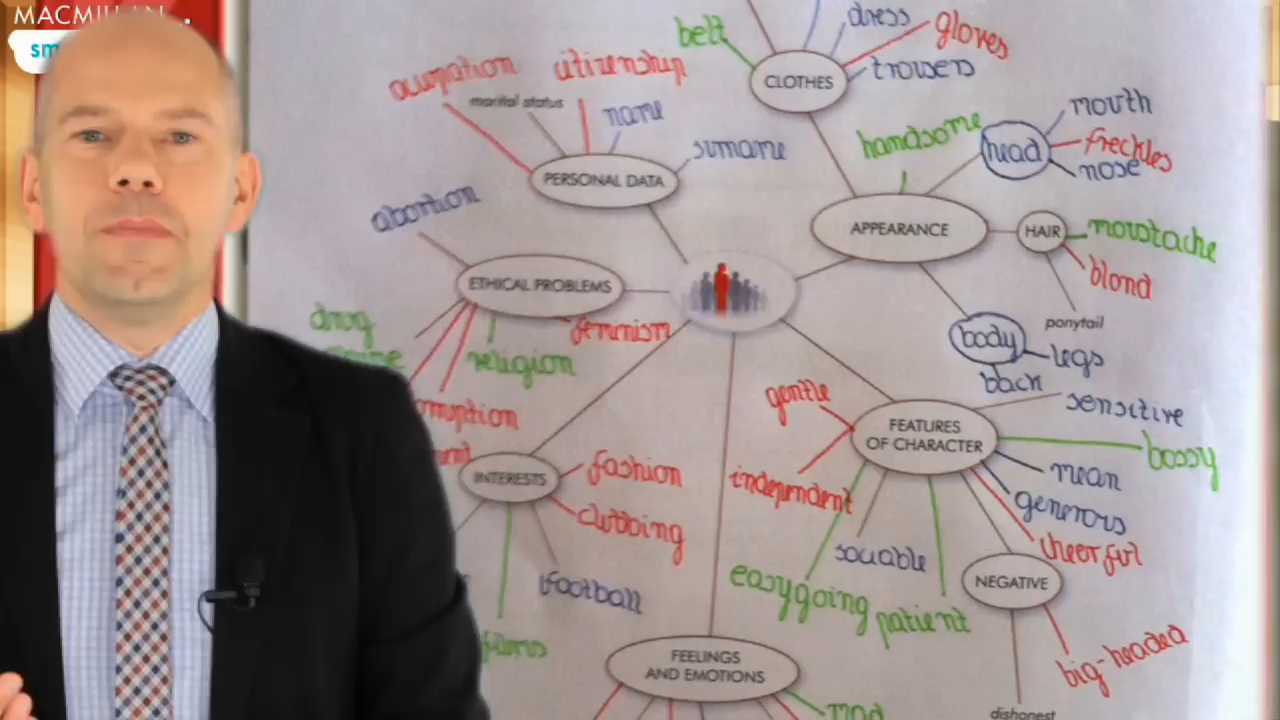 MACMILLAN
sm
belt
dress
gloves
trousers
CLOTHES
occupation
citizenship
marital status
name
surname
PERSONAL DATA
handsome
head
mouth
freckles
nose
APPEARANCE
HAIR
moustache
blond
ponytail
body
legs
back
abortion
ETHICAL PROBLEMS
feminism
drug
religion
INTERESTS
fashion
clubbing
football
films
gentle
FEATURES
OF CHARACTER
sensitive
bossy
mean
generous
cheerful
independent
sociable
easygoing
patient
NEGATIVE
big-headed
dishonest
FEELINGS
AND EMOTIONS